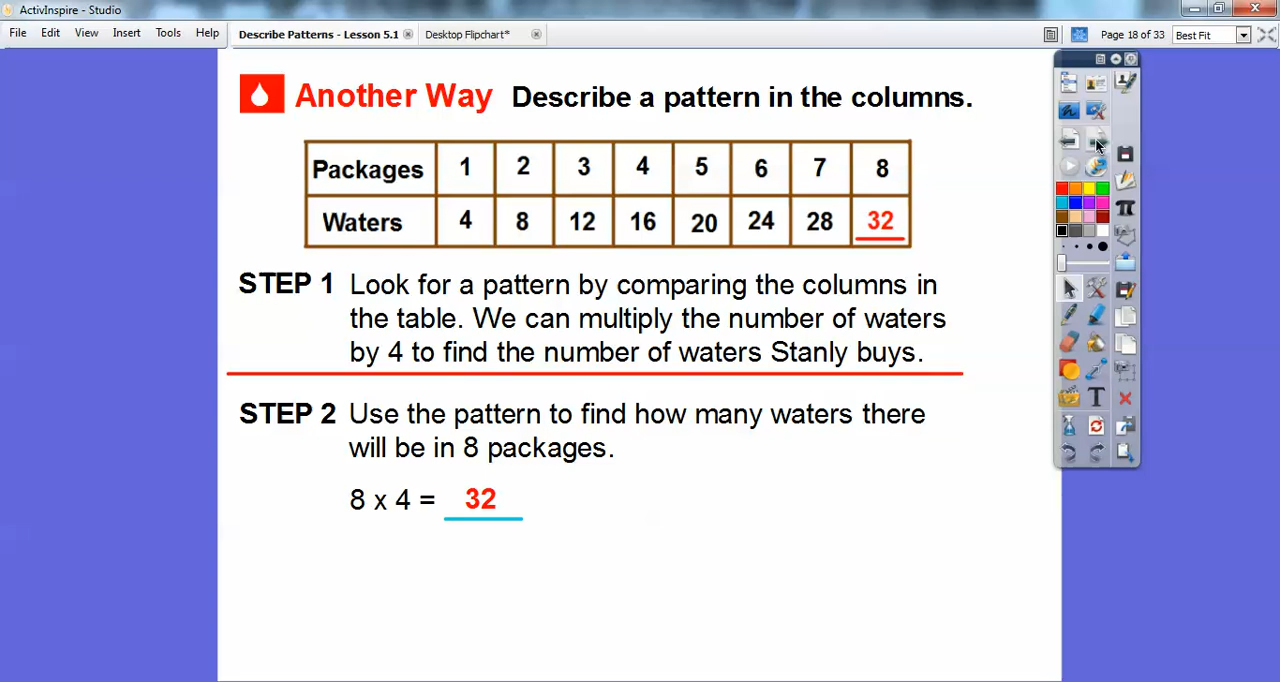 ActivInspire - Studio
File Edit View Insert Tools Help
Describe Patterns - Lesson 5.1
Desktop Flipchart*
Page 18 of 33
Best Fit
Another Way Describe a pattern in the columns.
Packages 1 2 3 4 5 6 7 8
Waters 4 8 12 16 20 24 28 32
STEP 1 Look for a pattern by comparing the columns in
the table. We can multiply the number of waters
by 4 to find the number of waters Stanly buys.
STEP 2 Use the pattern to find how many waters there
will be in 8 packages.
8 x 4 = 32